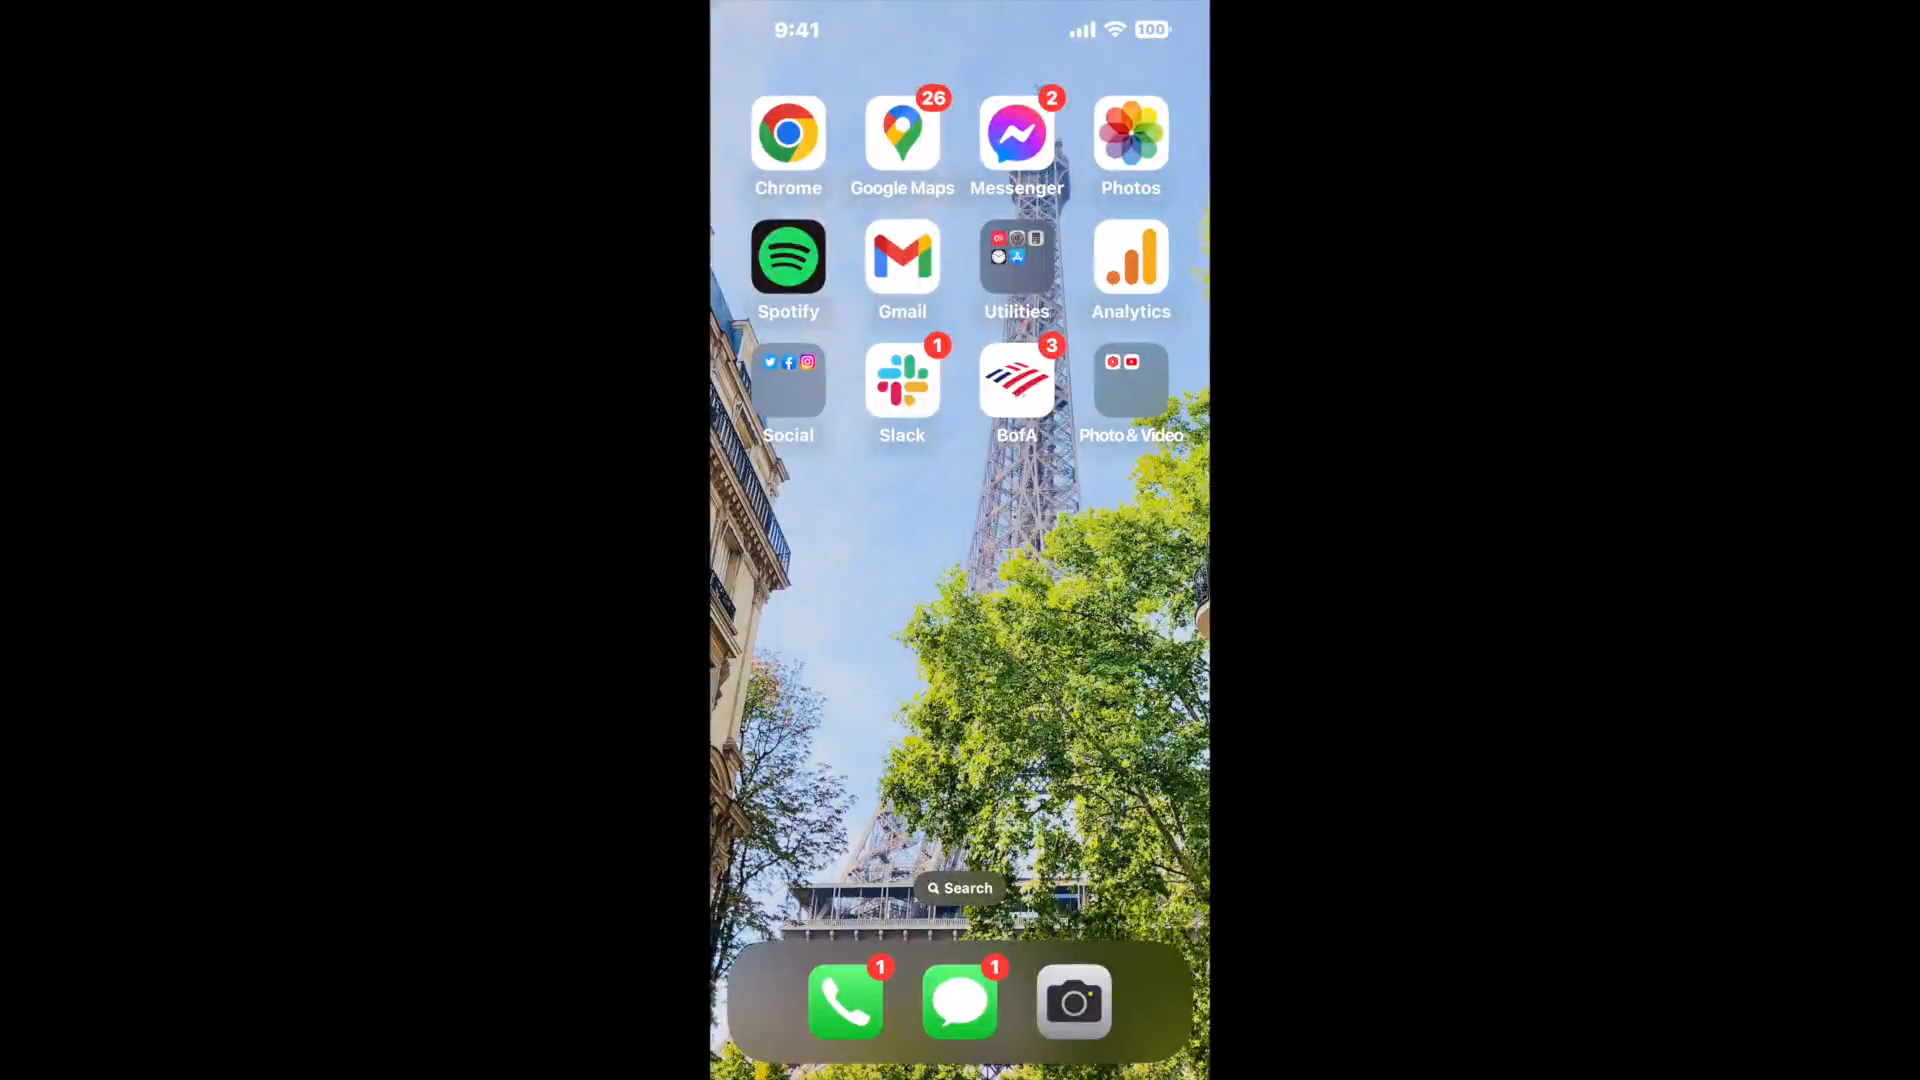 9:41 100
26 2
Chrome Google Maps Messenger Photos
Spotify Gmail Utilities Analytics
1 3
Social Slack BofA Photo & Video
Search
1 1